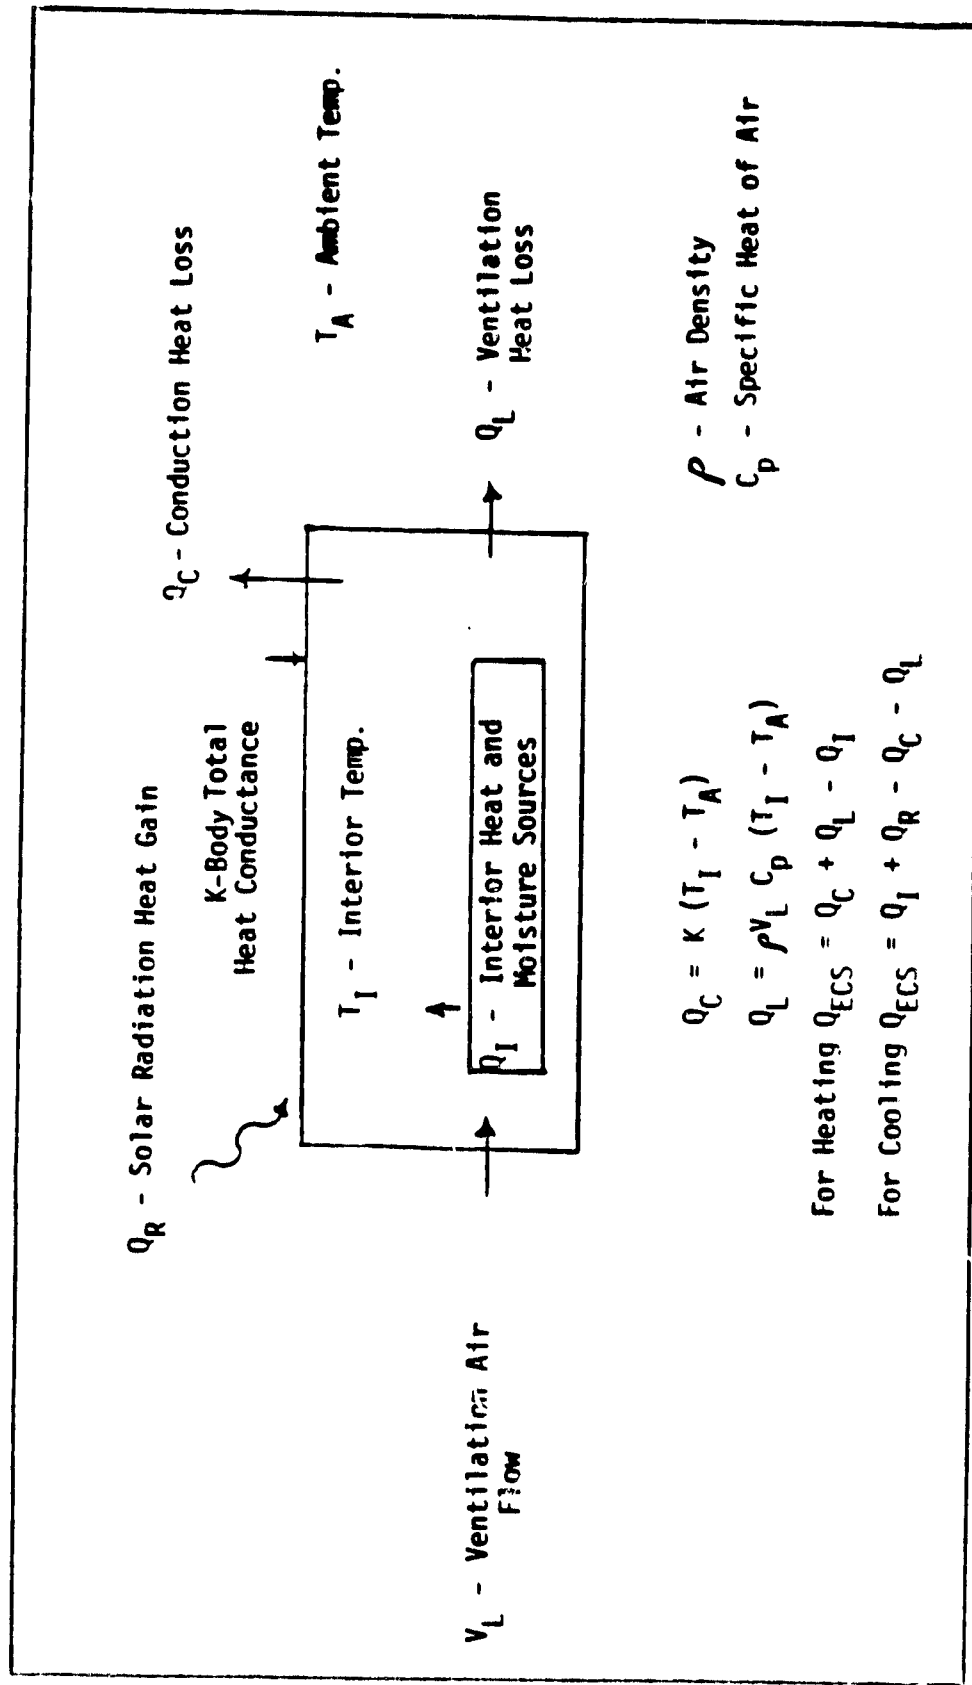 Q_R - Solar Radiation Heat Gain
Q_C - Conduction Heat Loss
K-Body Total
Heat Conductance
T_A - Ambient Temp.
T_I - Interior Temp.
V_L - Ventilation Air
Flow
Q_I - Interior Heat and
Moisture Sources
Q_L - Ventilation
Heat Loss
Q_C = K (T_I - T_A)
Q_L = ρV_L C_p (T_I - T_A)
For Heating Q_ECS = Q_C + Q_L - Q_I
For Cooling Q_ECS = Q_I + Q_R - Q_C - Q_L
ρ - Air Density
C_p - Specific Heat of Air